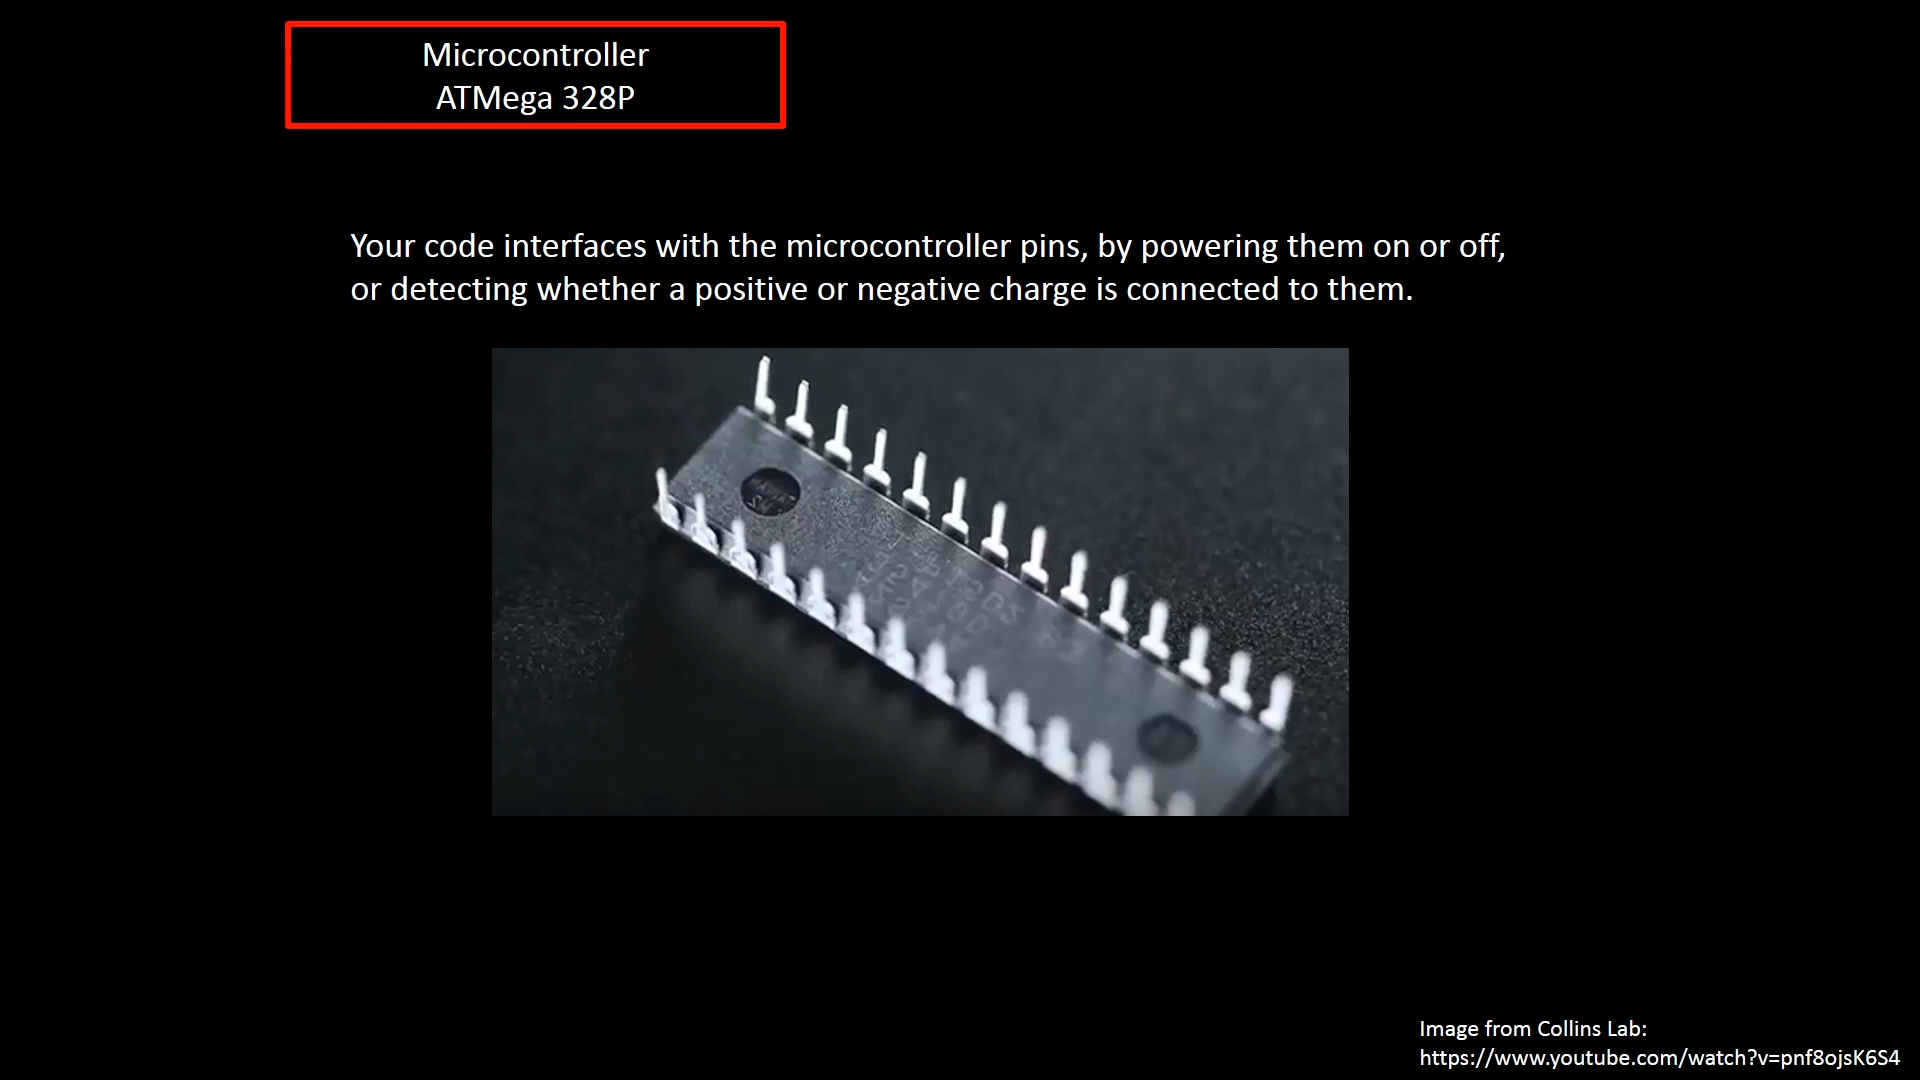 Microcontroller
ATMega 328P
Your code interfaces with the microcontroller pins, by powering them on or off,
or detecting whether a positive or negative charge is connected to them.
Image from Collins Lab:
https://www.youtube.com/watch?v=pnf8ojsK6S4